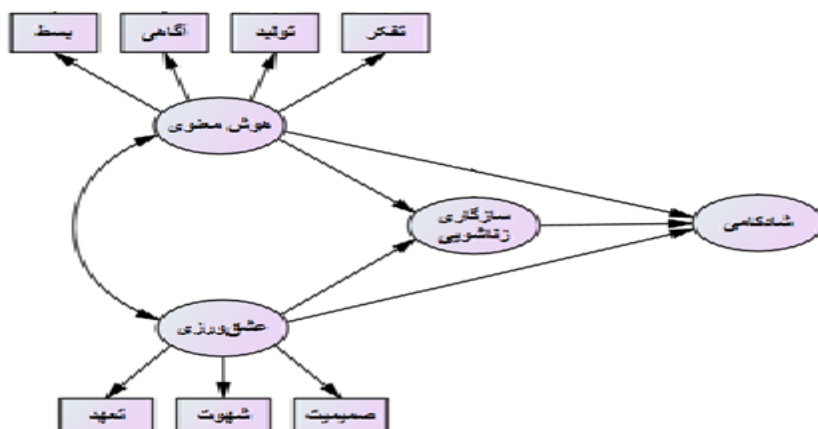 تفکر
تولید
آگاهی
بسط
هوش معنوی
سازگاری
زناشویی
شادکامی
عشق‌ورزی
صمیمیت
شهوت
تعهد